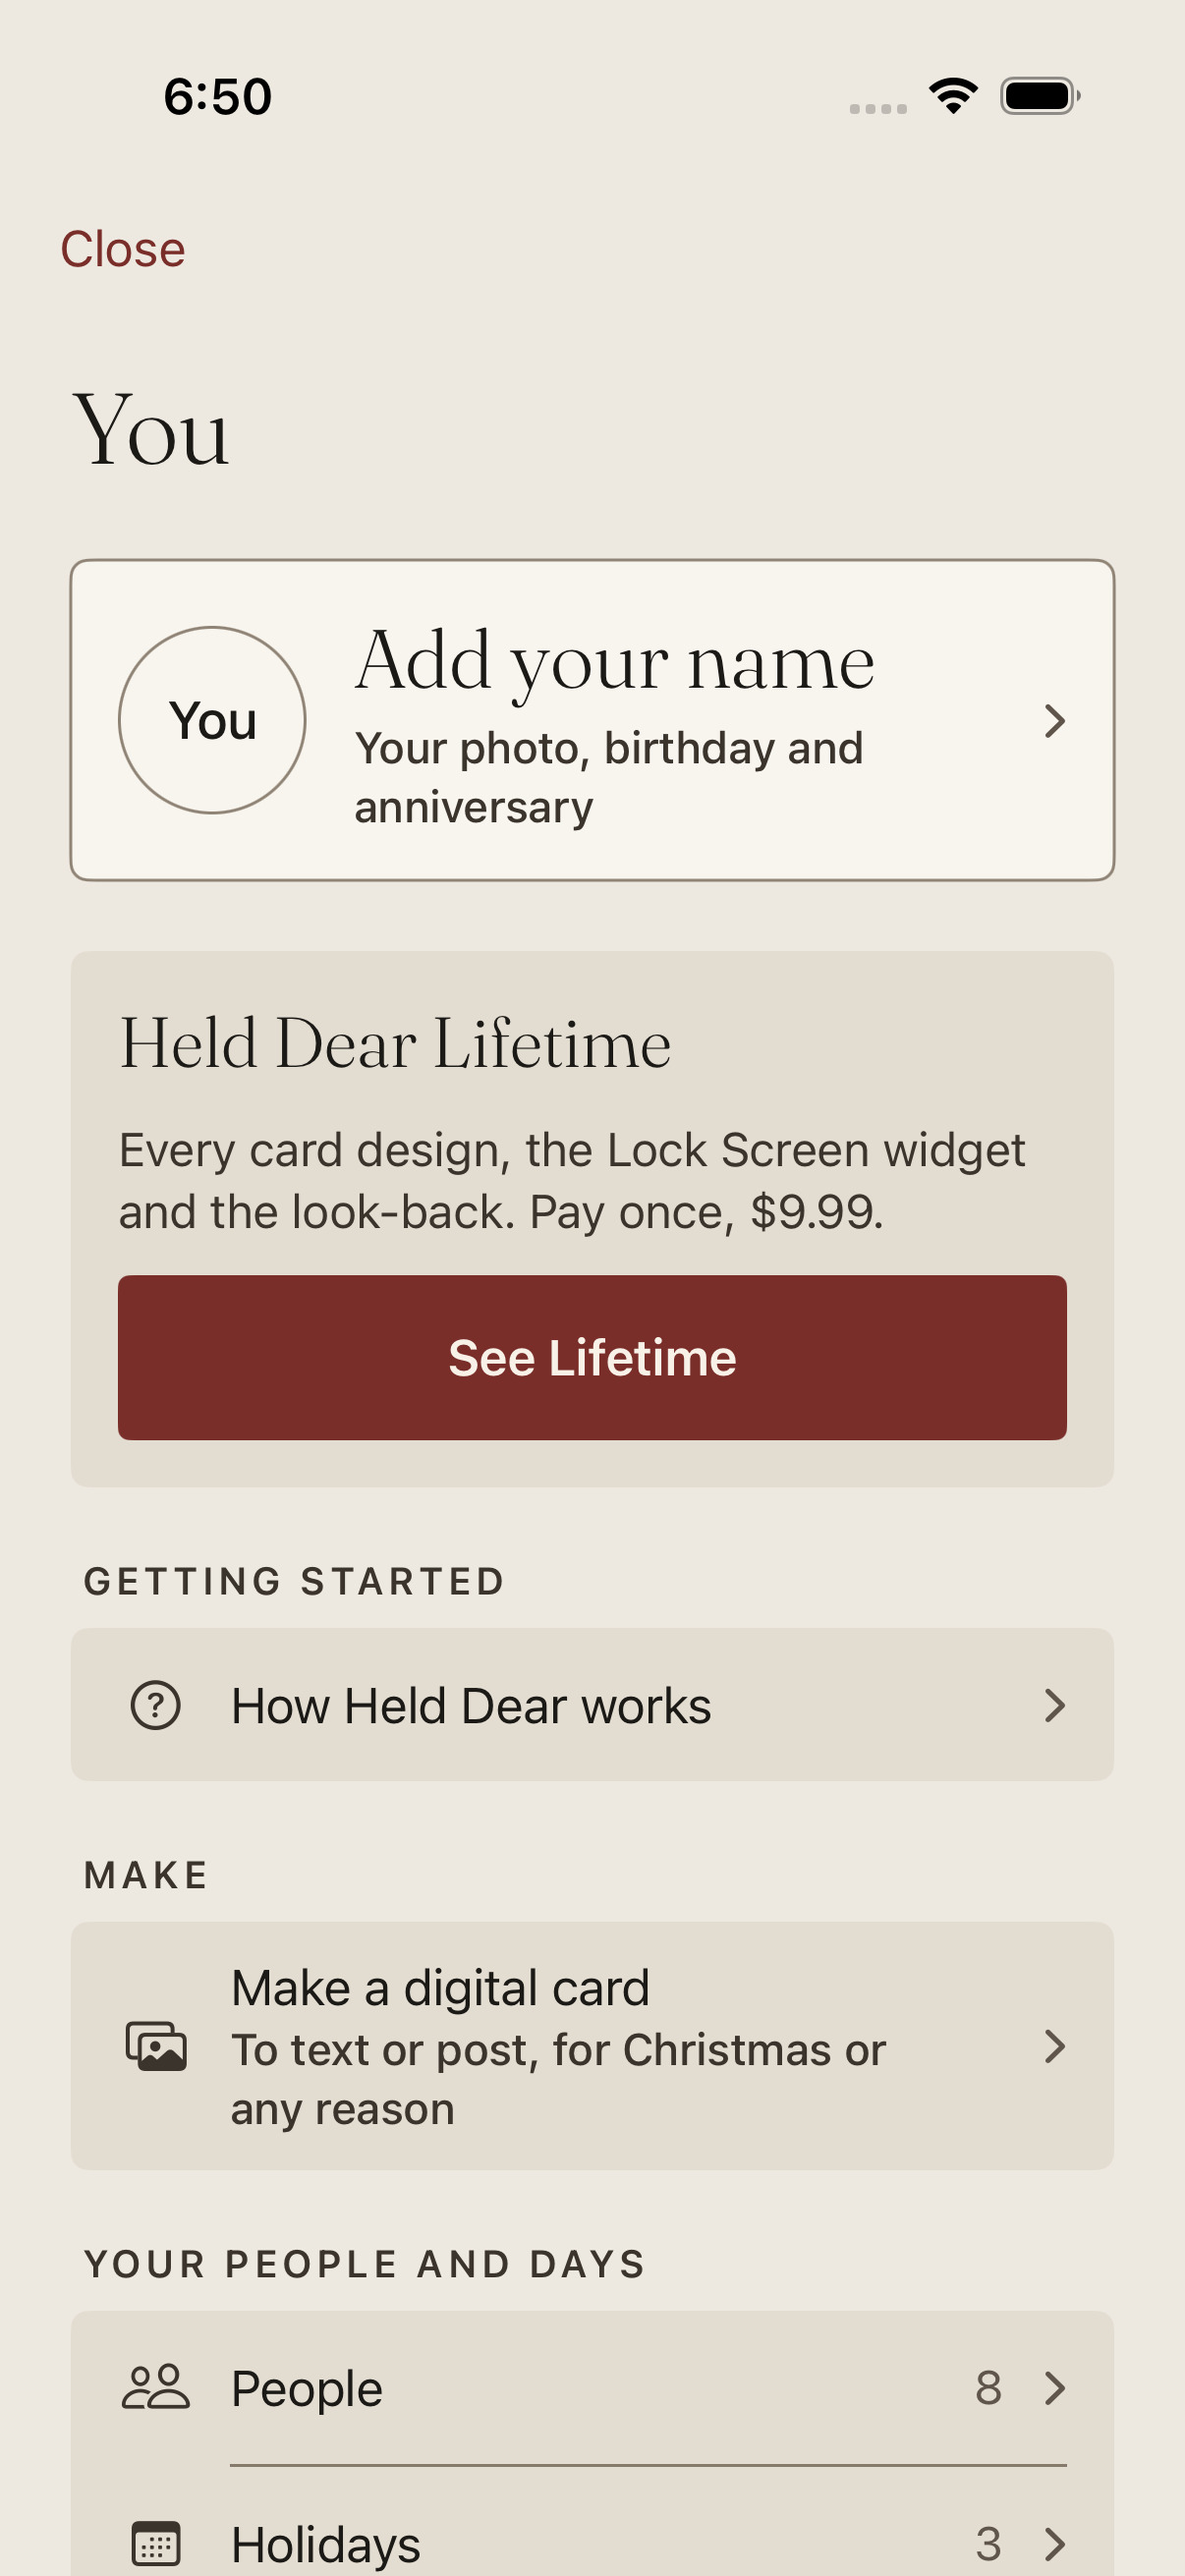 6:50
Close
You
You
Add your name
Your photo, birthday and
anniversary
Held Dear Lifetime
Every card design, the Lock Screen widget
and the look-back. Pay once, $9.99.
See Lifetime
GETTING STARTED
How Held Dear works
MAKE
Make a digital card
To text or post, for Christmas or
any reason
YOUR PEOPLE AND DAYS
People 8
Holidays 3